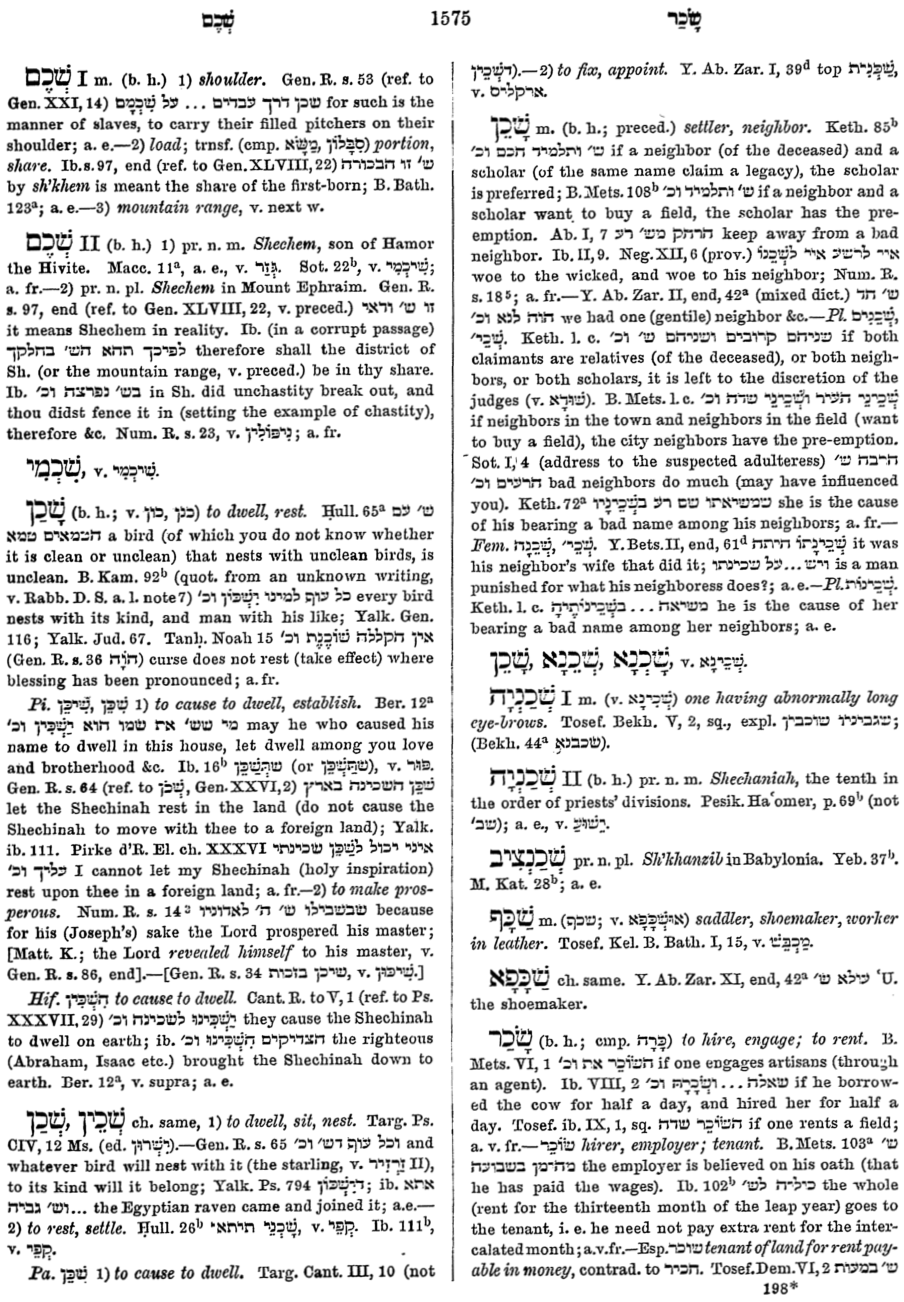 שְׁכֶם 1575 שָׂכַר
שְׁכֶם I m. (b. h.) 1) shoulder. Gen. R. s. 53 (ref. to
Gen. XXI, 14) שכן דרך עבדים ... על שִׁכְמָם for such is the
manner of slaves, to carry their filled pitchers on their
shoulder; a. e.—2) load; trnsf. (cmp. סִבָּלוֹן, מַשָּׂא) portion,
share. Ib. s. 97, end (ref. to Gen. XLVIII, 22) ש׳ זו הבכורה
by sh'khem is meant the share of the first-born; B. Bath.
123ᵃ; a. e.—3) mountain range, v. next w.
שְׁכֶם II (b. h.) 1) pr. n. m. Shechem, son of Hamor
the Hivite. Macc. 11ᵃ, a. e., v. גְּזַר. Sot. 22ᵇ, v. שִׁיכְמִי;
a. fr.—2) pr. n. pl. Shechem in Mount Ephraim. Gen. R.
s. 97, end (ref. to Gen. XLVIII, 22, v. preced.) זו ש׳ ודאי
it means Shechem in reality. Ib. (in a corrupt passage)
לפיכך תהא הש׳ בחלקך therefore shall the district of
Sh. (or the mountain range, v. preced.) be in thy share.
Ib. בש׳ נפרצה וכ׳ in Sh. did unchastity break out, and
thou didst fence it in (setting the example of chastity),
therefore &c. Num. R. s. 23, v. נִיפּוֹלִין; a. fr.
שִׁכְמִי, v. שִׁיכְמִי.
שָׁכַן (b. h.; v. כון, כנן) to dwell, rest. Ḥull. 65ᵃ ש׳ עם
הטמאים טמא a bird (of which you do not know whether
it is clean or unclean) that nests with unclean birds, is
unclean. B. Kam. 92ᵇ (quot. from an unknown writing,
v. Rabb. D. S. a. l. note 7) כל עוף למינו יִשְׁכּוֹן וכ׳ every bird
nests with its kind, and man with his like; Yalk. Gen.
116; Yalk. Jud. 67. Tanḥ. Noah 15 אין הקללה שׁוֹכֶנֶת וכ׳
(Gen. R. s. 36 הוֹוָה) curse does not rest (take effect) where
blessing has been pronounced; a. fr.
Pi. שִׁכֵּן, שִׁיכֵּן 1) to cause to dwell, establish. Ber. 12ᵃ
מי שש׳ את שמו הוא יְשַׁכֵּין וכ׳ may he who caused his
name to dwell in this house, let dwell among you love
and brotherhood &c. Ib. 16ᵇ שתְּשַׁכֵּן (or שתַּשְׁכֵּן), v. פּוּר.
Gen. R. s. 64 (ref. to שְׁכֹן, Gen. XXVI, 2) שַׁכֵּן השכינה בארץ
let the Shechinah rest in the land (do not cause the
Shechinah to move with thee to a foreign land); Yalk.
ib. 111. Pirke d'R. El. ch. XXXVI איני יכול לְשַׁכֵּן שכינתי
עליך וכ׳ I cannot let my Shechinah (holy inspiration)
rest upon thee in a foreign land; a. fr.—2) to make pros-
perous. Num. R. s. 14² שבשבילו ש׳ ה׳ לאדוניו because
for his (Joseph's) sake the Lord prospered his master;
[Matt. K.; the Lord revealed himself to his master, v.
Gen. R. s. 86, end].—[Gen. R. s. 34 שיכן בזכות, v. שִׁיכּוּן.]
Hif. הִשְׁכִּין to cause to dwell. Cant. R. to V, 1 (ref. to Ps.
XXXVII, 29) יַשְׁכִּינוּ לשכינה וכ׳ they cause the Shechinah
to dwell on earth; ib. הצדיקים הִשְׁכִּינוּ וכ׳ the righteous
(Abraham, Isaac etc.) brought the Shechinah down to
earth. Ber. 12ᵃ, v. supra; a. e.
שְׁכֵין, שְׁכֵן ch. same, 1) to dwell, sit, nest. Targ. Ps.
CIV, 12 Ms. (ed. יִשְׁרוּן).—Gen. R. s. 65 וכל עוף דש׳ וכ׳ and
whatever bird will nest with it (the starling, v. זַרְזִיר II),
to its kind will it belong; Yalk. Ps. 794 דיִשְׁכּוֹן; ib. אתא
וש׳ גביה... the Egyptian raven came and joined it; a. e.—
2) to rest, settle. Ḥull. 26ᵇ שָׁכְנֵי תיתאי, v. קְפֵי. Ib. 111ᵇ,
v. קְפֵי.
Pa. שַׁכֵּן 1) to cause to dwell. Targ. Cant. III, 10 (not
דִשְׁכֵּין).—2) to fix, appoint. Y. Ab. Zar. I, 39ᵈ top שַׁכְּנִית,
v. ארקליס.
שָׁכֵן m. (b. h.; preced.) settler, neighbor. Keth. 85ᵇ
ש׳ ותלמיד חכם וכ׳ if a neighbor (of the deceased) and a
scholar (of the same name claim a legacy), the scholar
is preferred; B. Mets. 108ᵇ ש׳ ותלמיד וכ׳ if a neighbor and a
scholar want to buy a field, the scholar has the pre-
emption. Ab. I, 7 הרחק מש׳ רע keep away from a bad
neighbor. Ib. II, 9. Neg. XII, 6 (prov.) אוי לרשע אוי לשְׁכֵנוֹ
woe to the wicked, and woe to his neighbor; Num. R.
s. 18⁵; a. fr.—Y. Ab. Zar. II, end, 42ᵃ (mixed dict.) ש׳ חד
הוה לנא וכ׳ we had one (gentile) neighbor &c.—Pl. שְׁכֵנִים,
שְׁכֵי׳. Keth. l. c. שניהם קרובים ושניהם ש׳ וכ׳ if both
claimants are relatives (of the deceased), or both neigh-
bors, or both scholars, it is left to the discretion of the
judges (v. שׁוּדָא). B. Mets. l. c. שְׁכֵינֵי העיר ושְׁכֵינֵי שדה וכ׳
if neighbors in the town and neighbors in the field (want
to buy a field), the city neighbors have the pre-emption.
Sot. I, 4 (address to the suspected adulteress) הרבה ש׳
הרעים וכ׳ bad neighbors do much (may have influenced
you). Keth. 72ᵃ שמשיאתו שם רע בשְׁכֵינָיו she is the cause
of his bearing a bad name among his neighbors; a. fr.—
Fem. שְׁכֵנָה, שְׁכֵי׳. Y. Bets. II, end, 61ᵈ שְׁכֵינָתוֹ היתה it was
his neighbor's wife that did it; ויש...על שכינתו is a man
punished for what his neighboress does?; a. e.—Pl. שְׁכֵינוֹת.
Keth. l. c. משיאה ... בשְׁכֵינוֹתֶיהָ he is the cause of her
bearing a bad name among her neighbors; a. e.
שָׁכֵן, שְׁכֵנָא, שָׁכְנָא, v. שְׁכֵינָא.
שַׁכְנַיָּה I m. (v. שְׁכֵינָא) one having abnormally long
eye-brows. Tosef. Bekh. V, 2, sq., expl. שגביניו שוכבין;
(Bekh. 44ᵃ שכבנא).
שְׁכַנְיָה II (b. h.) pr. n. m. Shechaniah, the tenth in
the order of priests' divisions. Pesik. Haʿomer, p. 69ᵇ (not
שב׳); a. e., v. יֵשׁוּעַ.
שְׁכַנְצִיב pr. n. pl. Sh'khanzib in Babylonia. Yeb. 37ᵇ.
M. Kat. 28ᵇ; a. e.
שַׁכָּף m. (שכף; v. אוּשְׁכָּפָא) saddler, shoemaker, worker
in leather. Tosef. Kel. B. Bath. I, 15, v. מַכְבֵּשׁ.
שַׁכָּפָא ch. same. Y. Ab. Zar. XI, end, 42ᵃ עולא ש׳ ʿU.
the shoemaker.
שָׂכַר (b. h.; cmp. כָּרָה) to hire, engage; to rent. B.
Mets. VI, 1 השׂוֹכֵר את וכ׳ if one engages artisans (through
an agent). Ib. VIII, 2 שאלה ... ושְׂכָרָהּ וכ׳ if he borrow-
ed the cow for half a day, and hired her for half a
day. Tosef. ib. IX, 1, sq. השׂוֹכֵר שדה if one rents a field;
a. v. fr.—שׂוֹכֵר hirer, employer; tenant. B. Mets. 103ᵃ ש׳
מהימן בשבועה the employer is believed on his oath (that
he has paid the wages). Ib. 102ᵇ כוליה לש׳ the whole
(rent for the thirteenth month of the leap year) goes to
the tenant, i. e. he need not pay extra rent for the inter-
calated month; a. v. fr.—Esp. שוכר tenant of land for rent pay-
able in money, contrad. to חכיר. Tosef. Dem. VI, 2 ש׳ במעות
198*